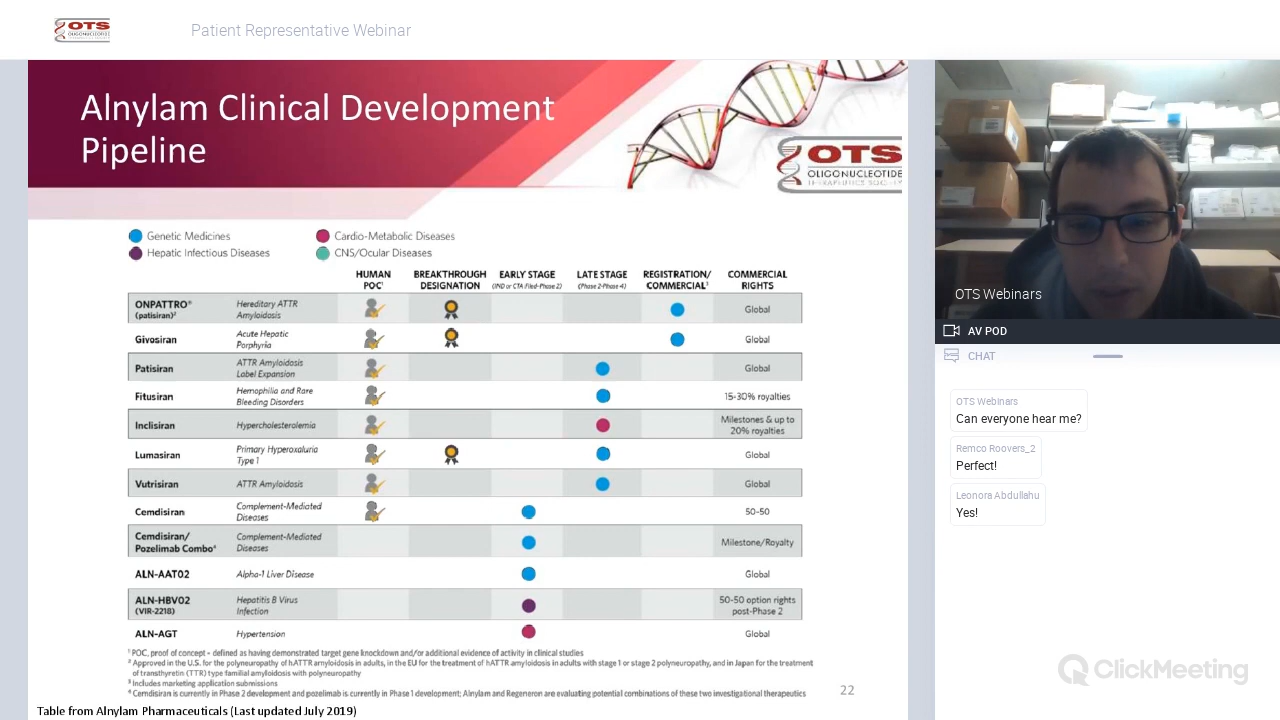 OTS
OLIGONUCLEOTIDE
Patient Representative Webinar
Alnylam Clinical Development
Pipeline
OTS
OLIGONUCLEOTIDE
THERAPEUTICS SOCIETY
Genetic Medicines
Cardio-Metabolic Diseases
Hepatic Infectious Diseases
CNS/Ocular Diseases
HUMAN POC¹ BREAKTHROUGH DESIGNATION EARLY STAGE (IND or CTA Filed-Phase 2) LATE STAGE (Phase 2-Phase 4) REGISTRATION/ COMMERCIAL³ COMMERCIAL RIGHTS
ONPATTRO® (patisiran)² Hereditary ATTR Amyloidosis Global
Givosiran Acute Hepatic Porphyria Global
Patisiran ATTR Amyloidosis Label Expansion Global
Fitusiran Hemophilia and Rare Bleeding Disorders 15-30% royalties
Inclisiran Hypercholesterolemia Milestones & up to 20% royalties
Lumasiran Primary Hyperoxaluria Type 1 Global
Vutrisiran ATTR Amyloidosis Global
Cemdisiran Complement-Mediated Diseases 50-50
Cemdisiran/ Pozelimab Combo⁴ Complement-Mediated Diseases Milestone/Royalty
ALN-AAT02 Alpha-1 Liver Disease Global
ALN-HBV02 (VIR-2218) Hepatitis B Virus Infection 50-50 option rights post-Phase 2
ALN-AGT Hypertension Global
¹ POC, proof of concept – defined as having demonstrated target gene knockdown and/or additional evidence of activity in clinical studies
² Approved in the U.S. for the polyneuropathy of hATTR amyloidosis in adults, in the EU for the treatment of hATTR amyloidosis in adults with stage 1 or stage 2 polyneuropathy, and in Japan for the treatment
of transthyretin (TTR) type familial amyloidosis with polyneuropathy
³ Includes marketing application submissions
⁴ Cemdisiran is currently in Phase 2 development and pozelimab is currently in Phase 1 development; Alnylam and Regeneron are evaluating potential combinations of these two investigational therapeutics
22
Table from Alnylam Pharmaceuticals (Last updated July 2019)
OTS Webinars
AV POD
CHAT
OTS Webinars
Can everyone hear me?
Remco Roovers_2
Perfect!
Leonora Abdullahu
Yes!
ClickMeeting